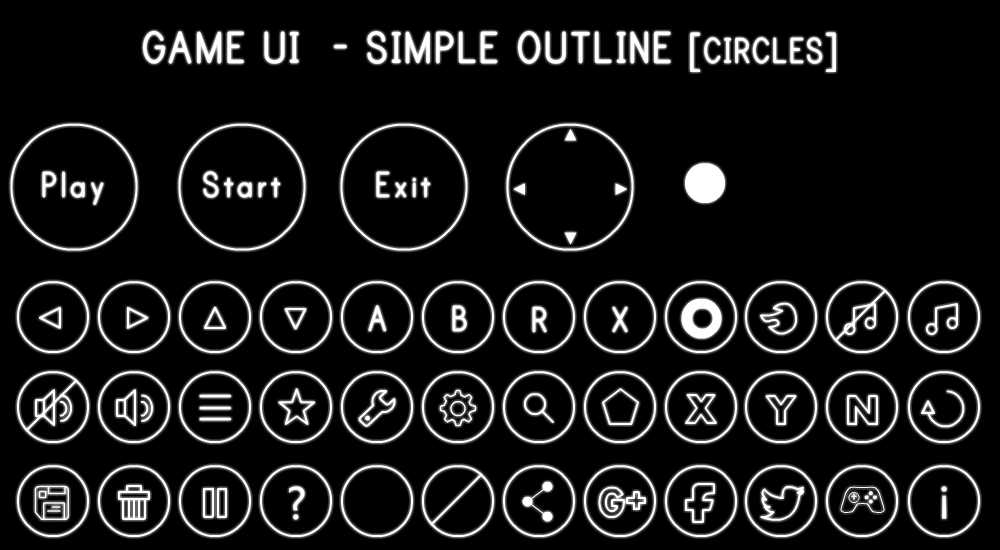 GAME UI - SIMPLE OUTLINE [CIRCLES]
Play Start Exit
A B R X
X Y N
? G+ f i